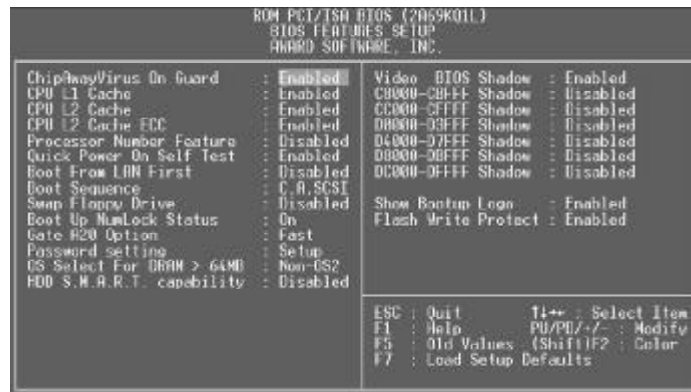 ROM PCI/ISA BIOS (2A69KQ1L)
BIOS FEATURES SETUP
AWARD SOFTWARE, INC.
ChipAwayVirus On Guard : Enabled
CPU L1 Cache : Enabled
CPU L2 Cache : Enabled
CPU L2 Cache ECC : Enabled
Processor Number Feature : Disabled
Quick Power On Self Test : Enabled
Boot From LAN First : Disabled
Boot Sequence : C,A,SCSI
Swap Floppy Drive : Disabled
Boot Up NumLock Status : On
Gate A20 Option : Fast
Password setting : Setup
OS Select For DRAM > 64MB : Non-OS2
HDD S.M.A.R.T. capability : Disabled
Video BIOS Shadow : Enabled
C8000-CBFFF Shadow : Disabled
CC000-CFFFF Shadow : Disabled
D0000-D3FFF Shadow : Disabled
D4000-D7FFF Shadow : Disabled
D8000-DBFFF Shadow : Disabled
DC000-DFFFF Shadow : Disabled
Show Bootup Logo : Enabled
Flash Write Protect : Enabled
ESC : Quit ↑↓→← : Select Item
F1 : Help PU/PD/+/- : Modify
F5 : Old Values (Shift)F2 : Color
F7 : Load Setup Defaults